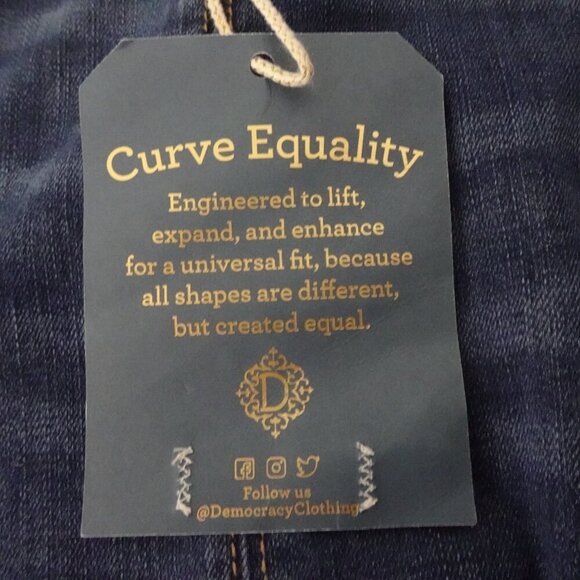 Curve Equality
Engineered to lift,
expand, and enhance
for a universal fit, because
all shapes are different,
but created equal.
D
Follow us
@DemocracyClothing